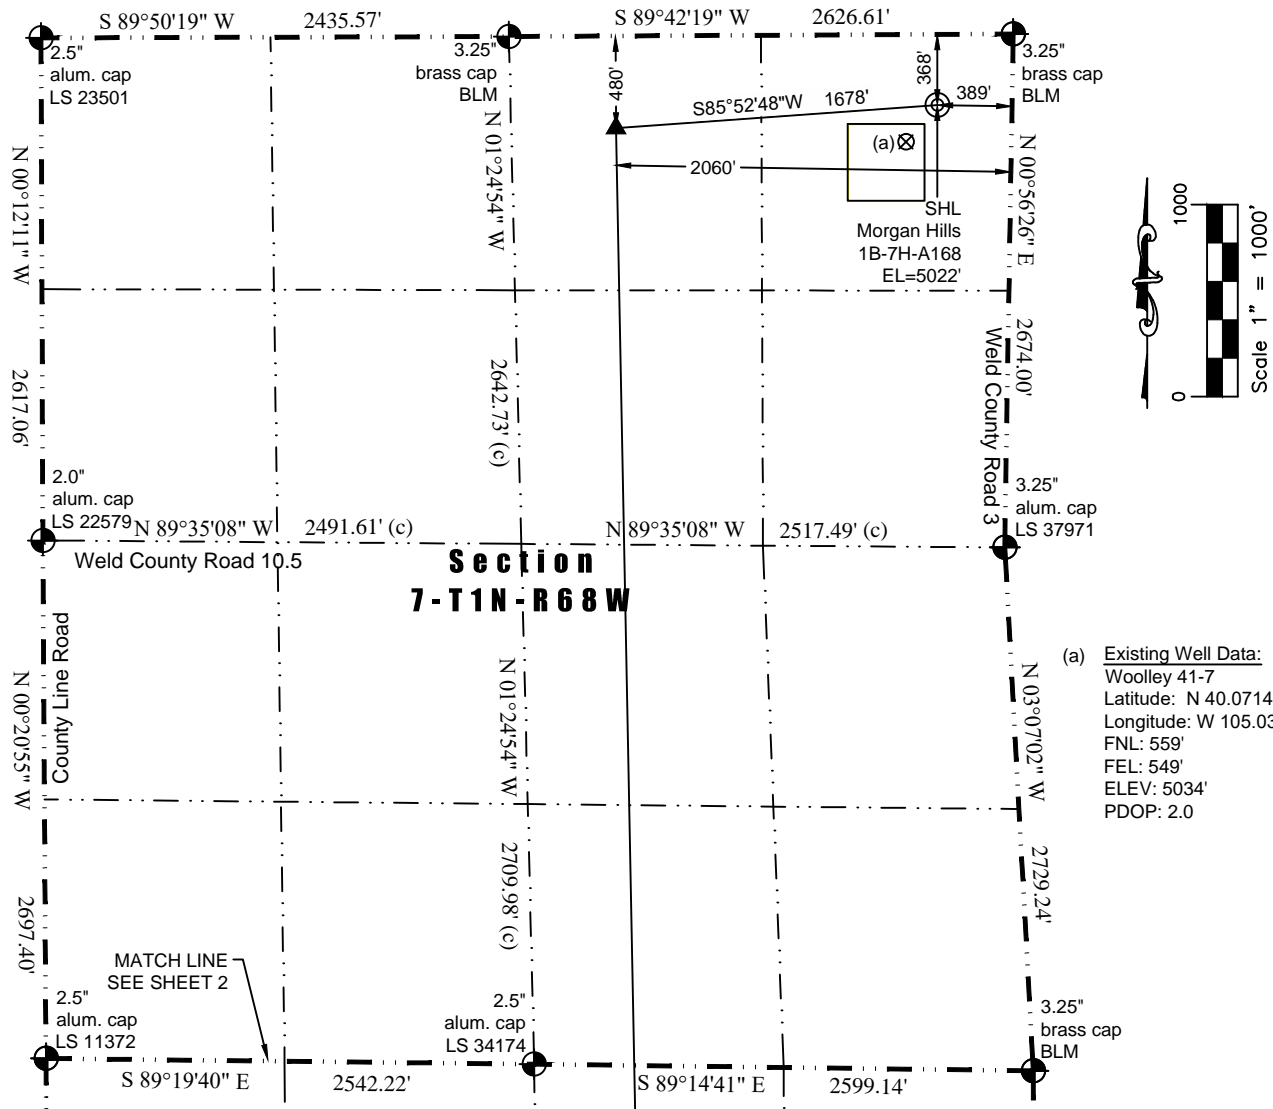 S 89°50'19" W 2435.57' S 89°42'19" W 2626.61'
2.5"
alum. cap
LS 23501
3.25"
brass cap
BLM
3.25"
brass cap
BLM
480'
368'
389'
S85°52'48"W 1678'
(a)
2060'
SHL
Morgan Hills
1B-7H-A168
EL=5022'
N 00°12'11" W
2617.06'
N 01°24'54" W
2642.73' (c)
N 00°56'26" E
2674.00'
Weld County Road 3
1000
0
Scale 1" = 1000'
2.0"
alum. cap
LS 22579
3.25"
alum. cap
LS 37971
N 89°35'08" W 2491.61' (c) N 89°35'08" W 2517.49' (c)
Weld County Road 10.5
Section
7-T1N-R68W
County Line Road
N 00°20'55" W
2697.40'
N 01°24'54" W
2709.98' (c)
N 03°07'02" W
2729.24'
(a) Existing Well Data:
Woolley 41-7
Latitude: N 40.0714
Longitude: W 105.03
FNL: 559'
FEL: 549'
ELEV: 5034'
PDOP: 2.0
MATCH LINE
SEE SHEET 2
2.5"
alum. cap
LS 11372
2.5"
alum. cap
LS 34174
3.25"
brass cap
BLM
S 89°19'40" E 2542.22' S 89°14'41" E 2599.14'